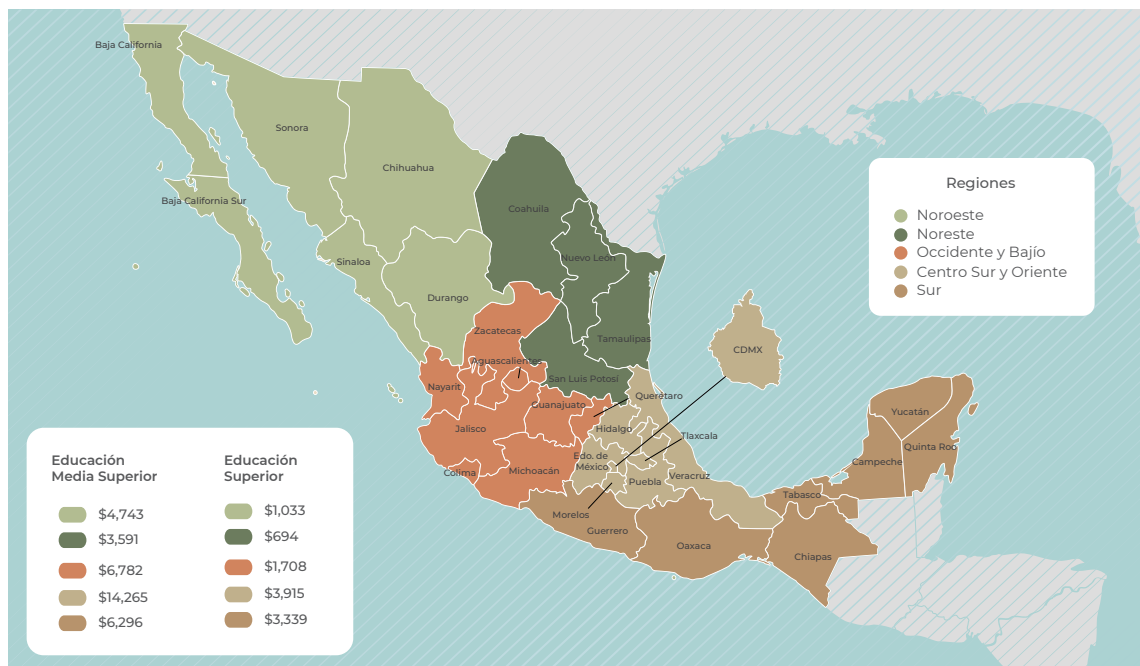 Baja California
Sonora
Chihuahua
Baja California Sur
Coahuila
Sinaloa
Nuevo León
Durango
Zacatecas
Tamaulipas
Aguascalientes
San Luis Potosí
Nayarit
Guanajuato
Querétaro
Jalisco
Hidalgo
Tlaxcala
Colima
Michoacán
Edo. de
México
Puebla
Veracruz
Morelos
Guerrero
Oaxaca
Chiapas
Tabasco
Campeche
Yucatán
Quinta Roo
CDMX
Regiones
Noroeste
Noreste
Occidente y Bajío
Centro Sur y Oriente
Sur
Educación
Media Superior
$4,743
$3,591
$6,782
$14,265
$6,296
Educación
Superior
$1,033
$694
$1,708
$3,915
$3,339